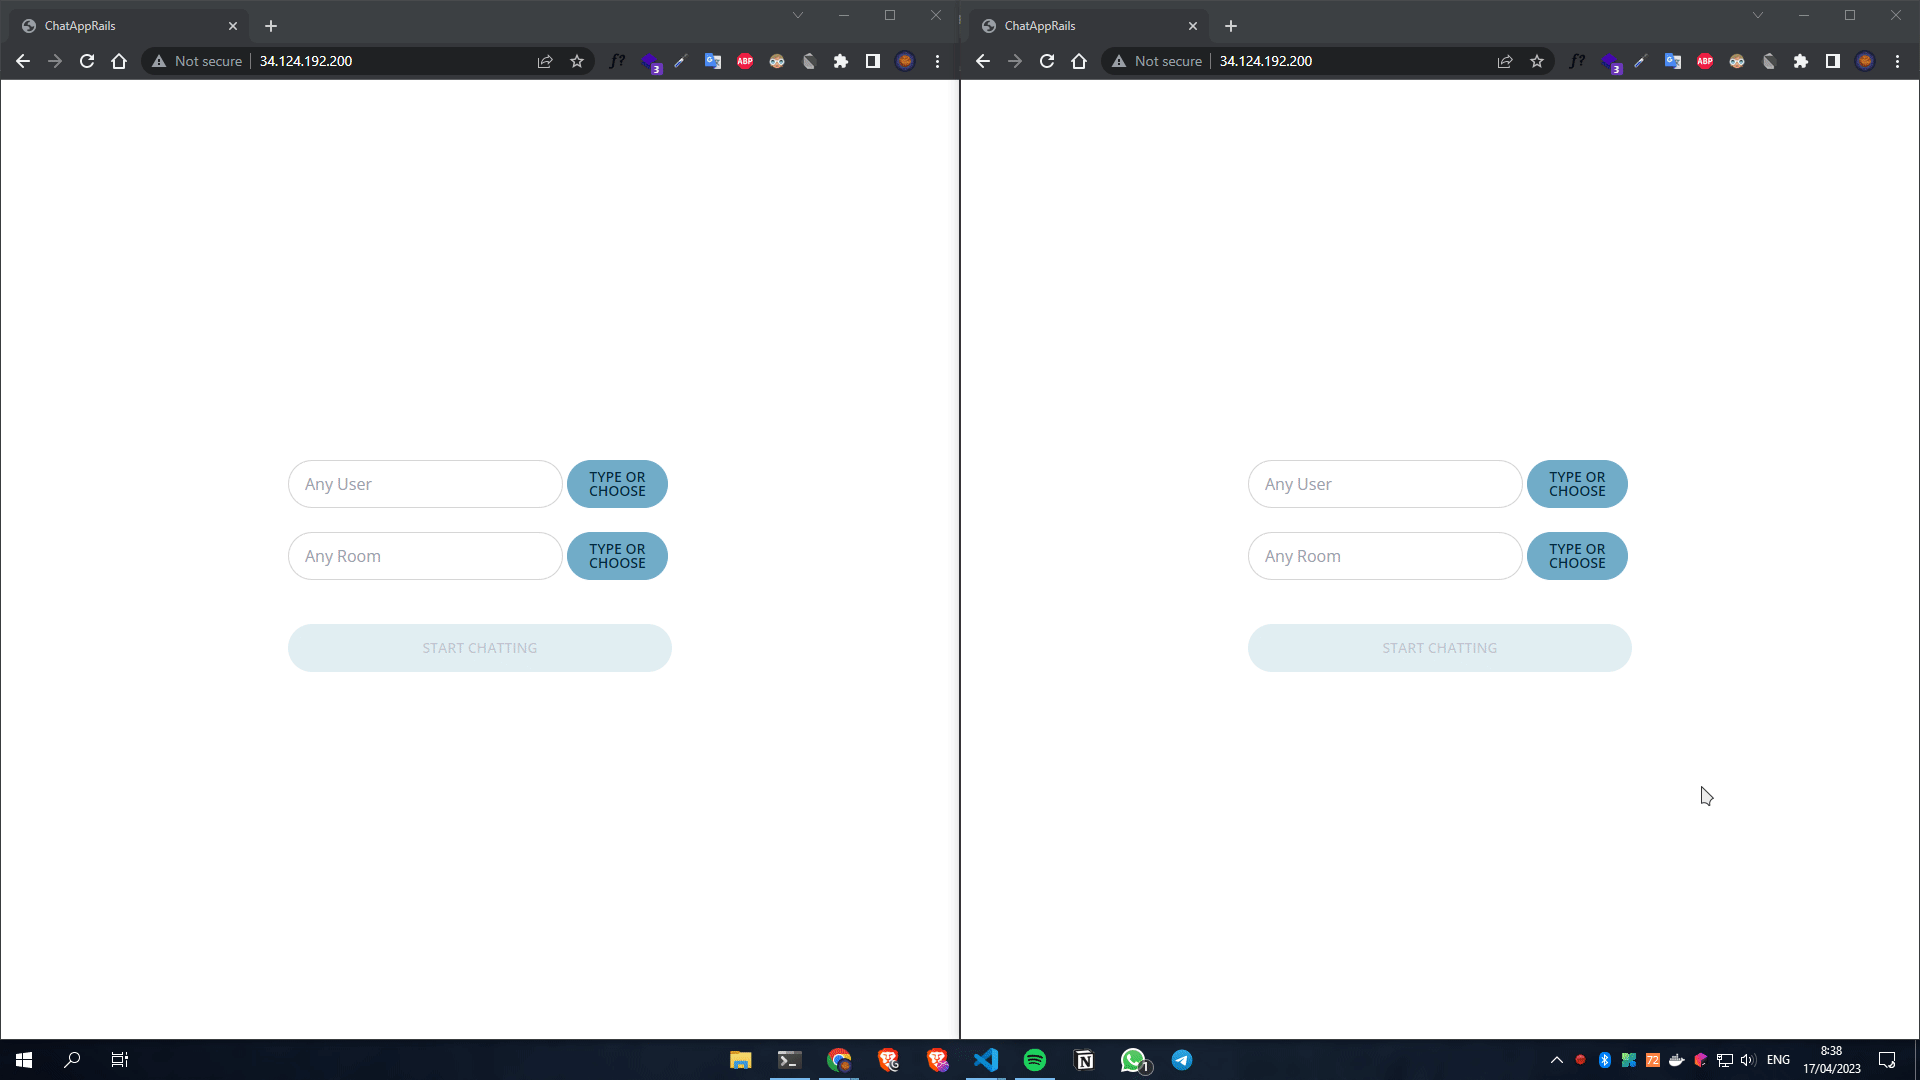 ChatAppRails
Not secure
34.124.192.200
ƒ?
3
ABP
Any User
TYPE OR
CHOOSE
Any Room
TYPE OR
CHOOSE
START CHATTING
ChatAppRails
Not secure
34.124.192.200
ƒ?
3
ABP
Any User
TYPE OR
CHOOSE
Any Room
TYPE OR
CHOOSE
START CHATTING
1
72
ENG
8:38
17/04/2023